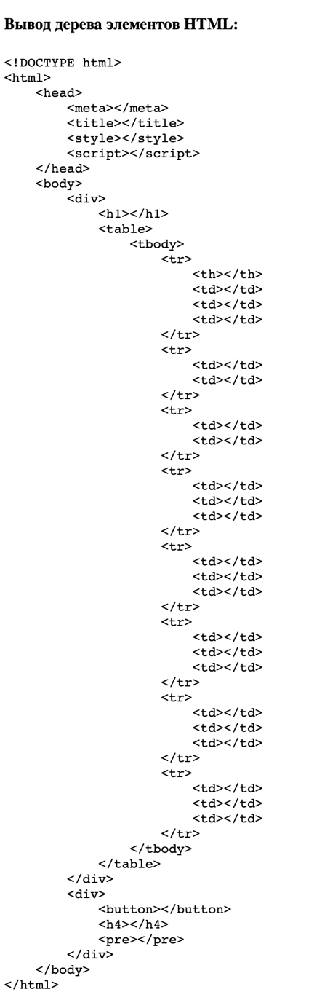 Вывод дерева элементов HTML:
<!DOCTYPE html>
<html>
    <head>
        <meta></meta>
        <title></title>
        <style></style>
        <script></script>
    </head>
    <body>
        <div>
            <h1></h1>
            <table>
                <tbody>
                    <tr>
                        <th></th>
                        <td></td>
                        <td></td>
                        <td></td>
                    </tr>
                    <tr>
                        <td></td>
                        <td></td>
                    </tr>
                    <tr>
                        <td></td>
                        <td></td>
                    </tr>
                    <tr>
                        <td></td>
                        <td></td>
                        <td></td>
                    </tr>
                    <tr>
                        <td></td>
                        <td></td>
                        <td></td>
                    </tr>
                    <tr>
                        <td></td>
                        <td></td>
                        <td></td>
                    </tr>
                    <tr>
                        <td></td>
                        <td></td>
                        <td></td>
                    </tr>
                    <tr>
                        <td></td>
                        <td></td>
                        <td></td>
                    </tr>
                </tbody>
            </table>
        </div>
        <div>
            <button></button>
            <h4></h4>
            <pre></pre>
        </div>
    </body>
</html>